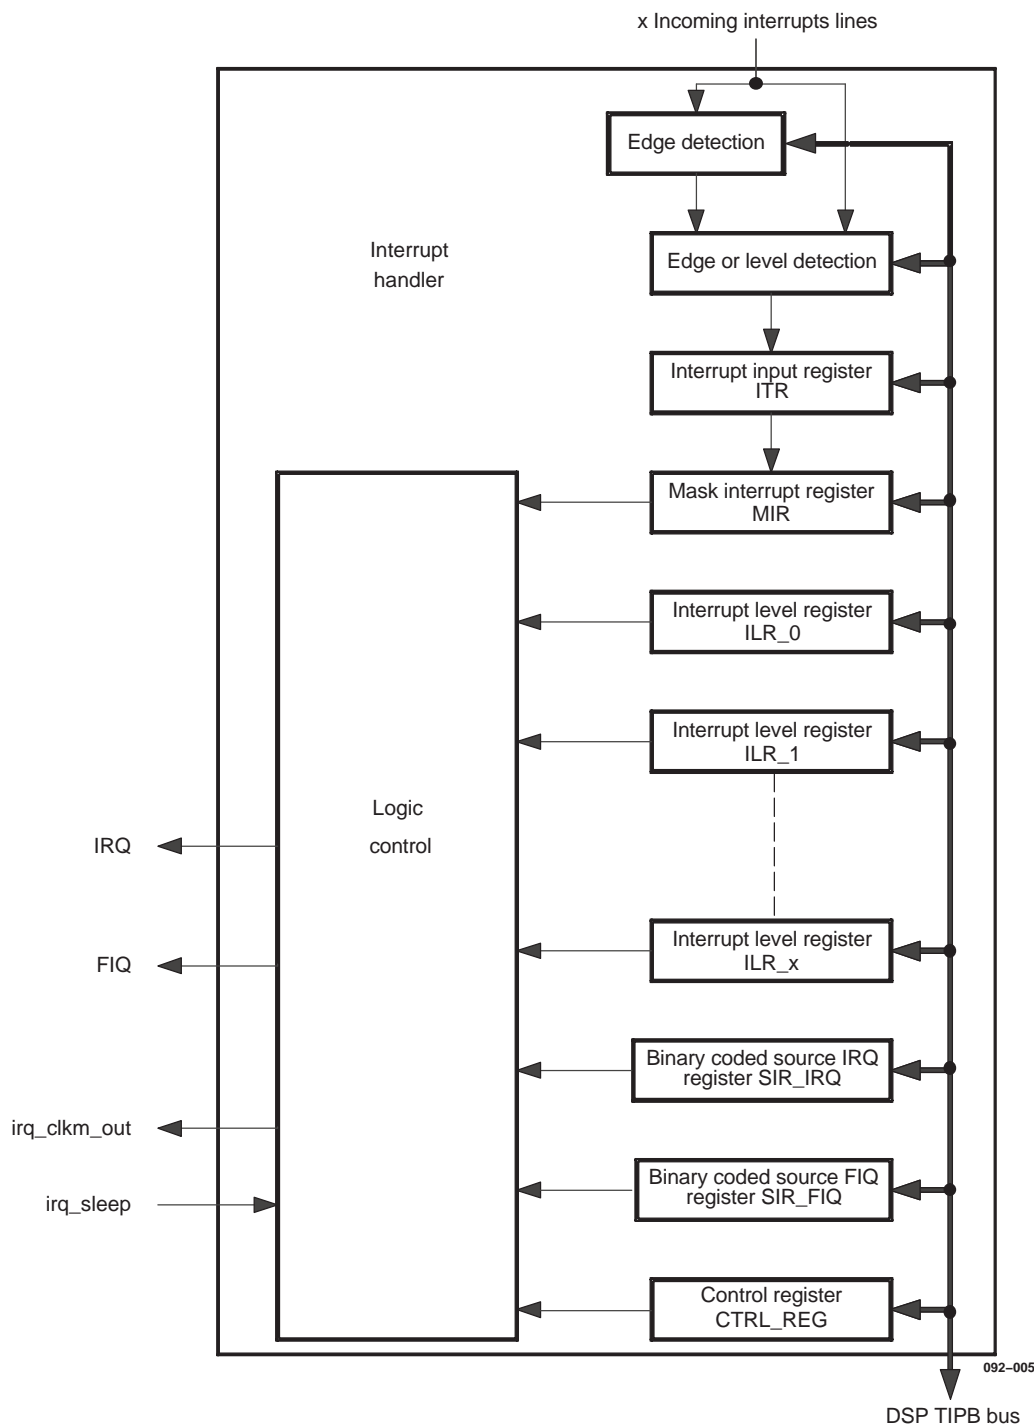 x Incoming interrupts lines
Edge detection
Interrupt
handler
Edge or level detection
Interrupt input register
ITR
Mask interrupt register
MIR
Interrupt level register
ILR_0
Interrupt level register
ILR_1
Logic
control
IRQ
Interrupt level register
ILR_x
FIQ
Binary coded source IRQ
register SIR_IRQ
irq_clkm_out
Binary coded source FIQ
register SIR_FIQ
irq_sleep
Control register
CTRL_REG
092–005
DSP TIPB bus